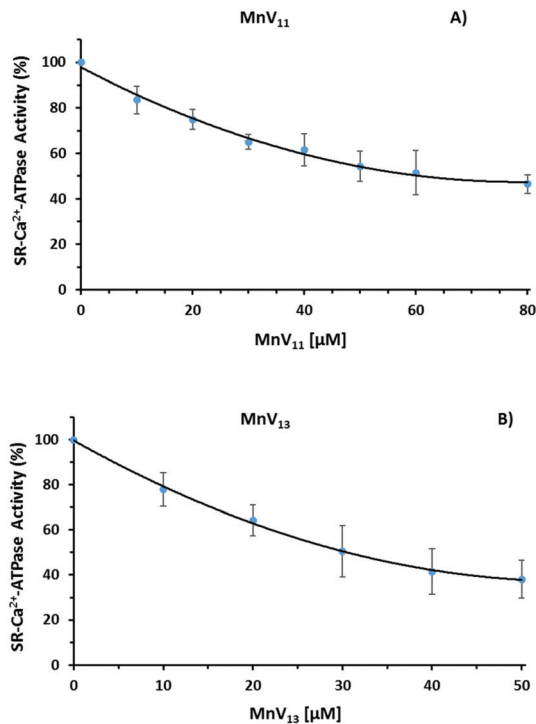 MnV₁₁ A)
SR-Ca²⁺-ATPase Activity (%)
100
80
60
40
20
0
0 20 40 60 80
MnV₁₁ [µM]
MnV₁₃ B)
SR-Ca²⁺-ATPase Activity (%)
100
80
60
40
20
0
0 10 20 30 40 50
MnV₁₃ [µM]